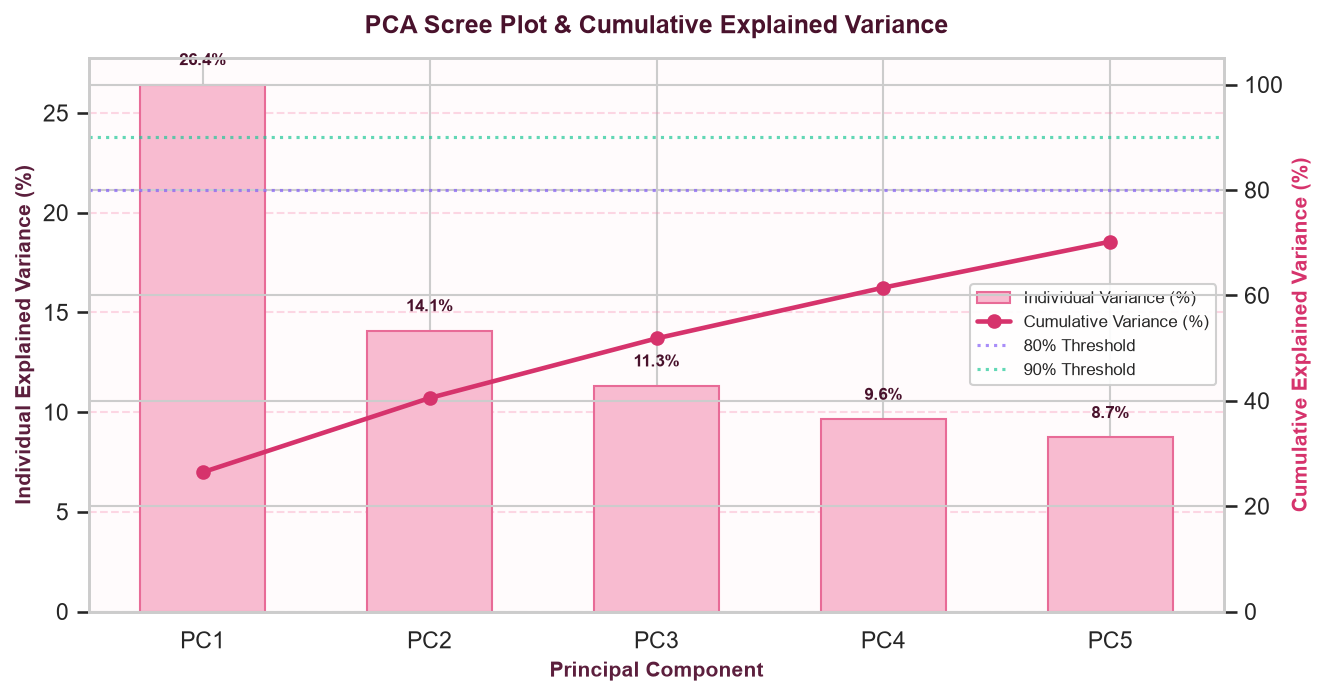 PCA Scree Plot & Cumulative Explained Variance
Individual Explained Variance (%)
25
20
15
10
5
0
26.4%
14.1%
11.3%
9.6%
8.7%
Individual Variance (%)
Cumulative Variance (%)
80% Threshold
90% Threshold
100
80
60
40
20
0
Cumulative Explained Variance (%)
PC1 PC2 PC3 PC4 PC5
Principal Component